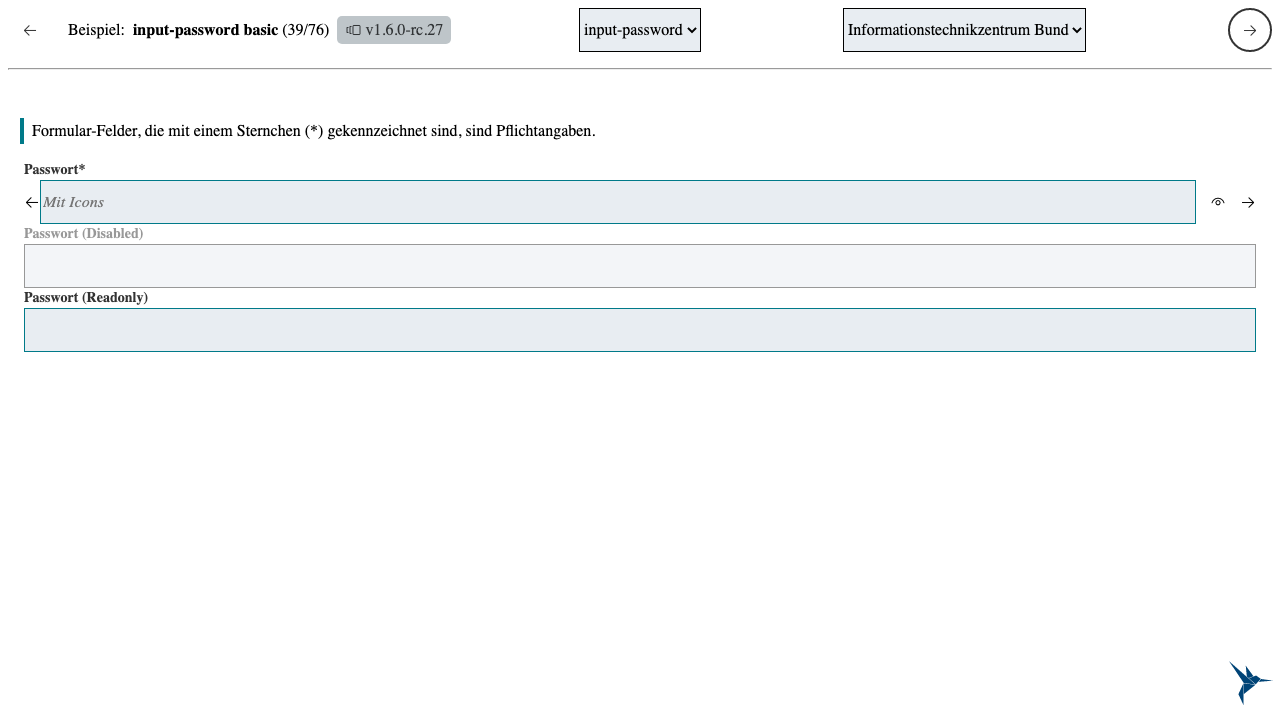 Beispiel: input-password basic (39/76) v1.6.0-rc.27 input-password Informationstechnikzentrum Bund
Formular-Felder, die mit einem Sternchen (*) gekennzeichnet sind, sind Pflichtangaben.
Passwort*
Mit Icons
Passwort (Disabled)
Passwort (Readonly)